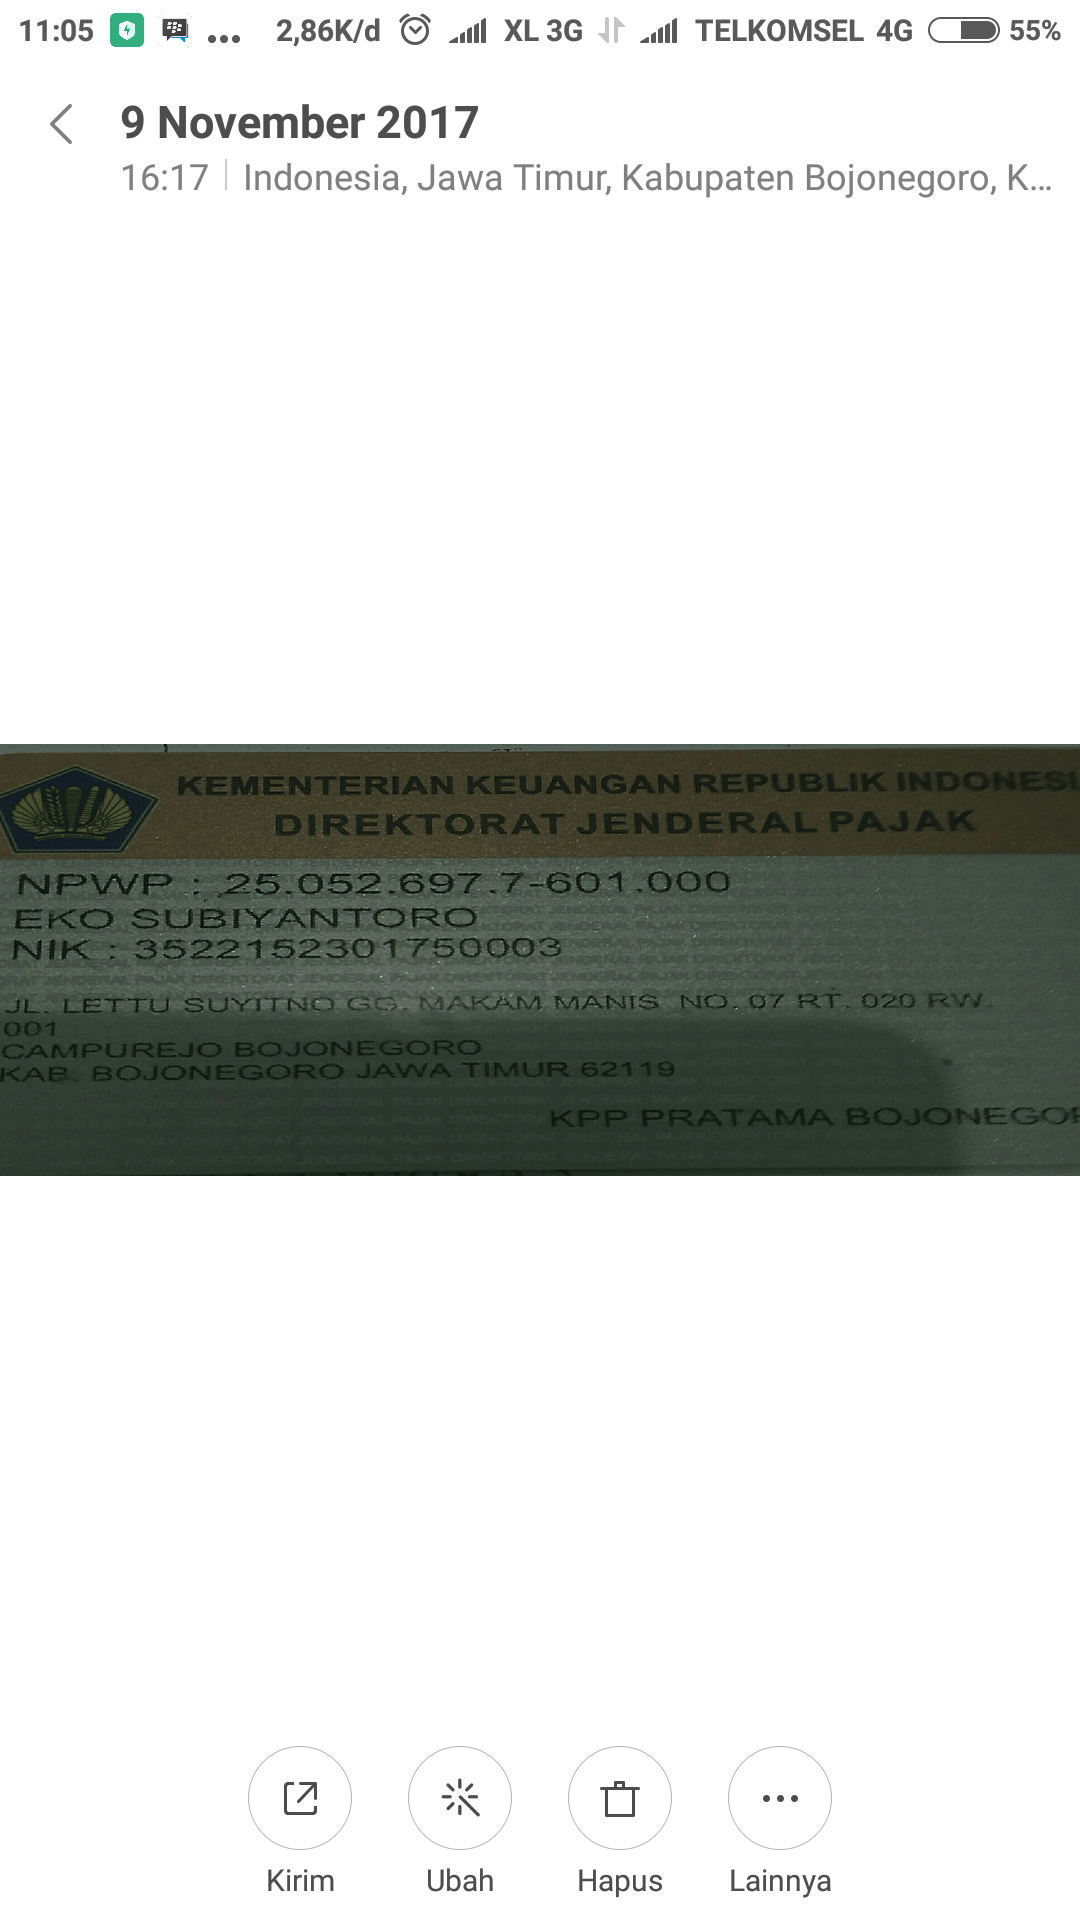 11:05 ... 2,86K/d XL 3G TELKOMSEL 4G 55%
9 November 2017
16:17 Indonesia, Jawa Timur, Kabupaten Bojonegoro, K...
KEMENTERIAN KEUANGAN REPUBLIK INDONESI
DIREKTORAT JENDERAL PAJAK
NPWP : 25.052.697.7-601.000
EKO SUBIYANTORO
NIK : 3522152301750003
JL. LETTU SUYITNO GG. MAKAM MANIS NO. 07 RT. 020 RW.
001
CAMPUREJO BOJONEGORO
KAB. BOJONEGORO JAWA TIMUR 62119
KPP PRATAMA BOJONEGOR
Kirim Ubah Hapus Lainnya